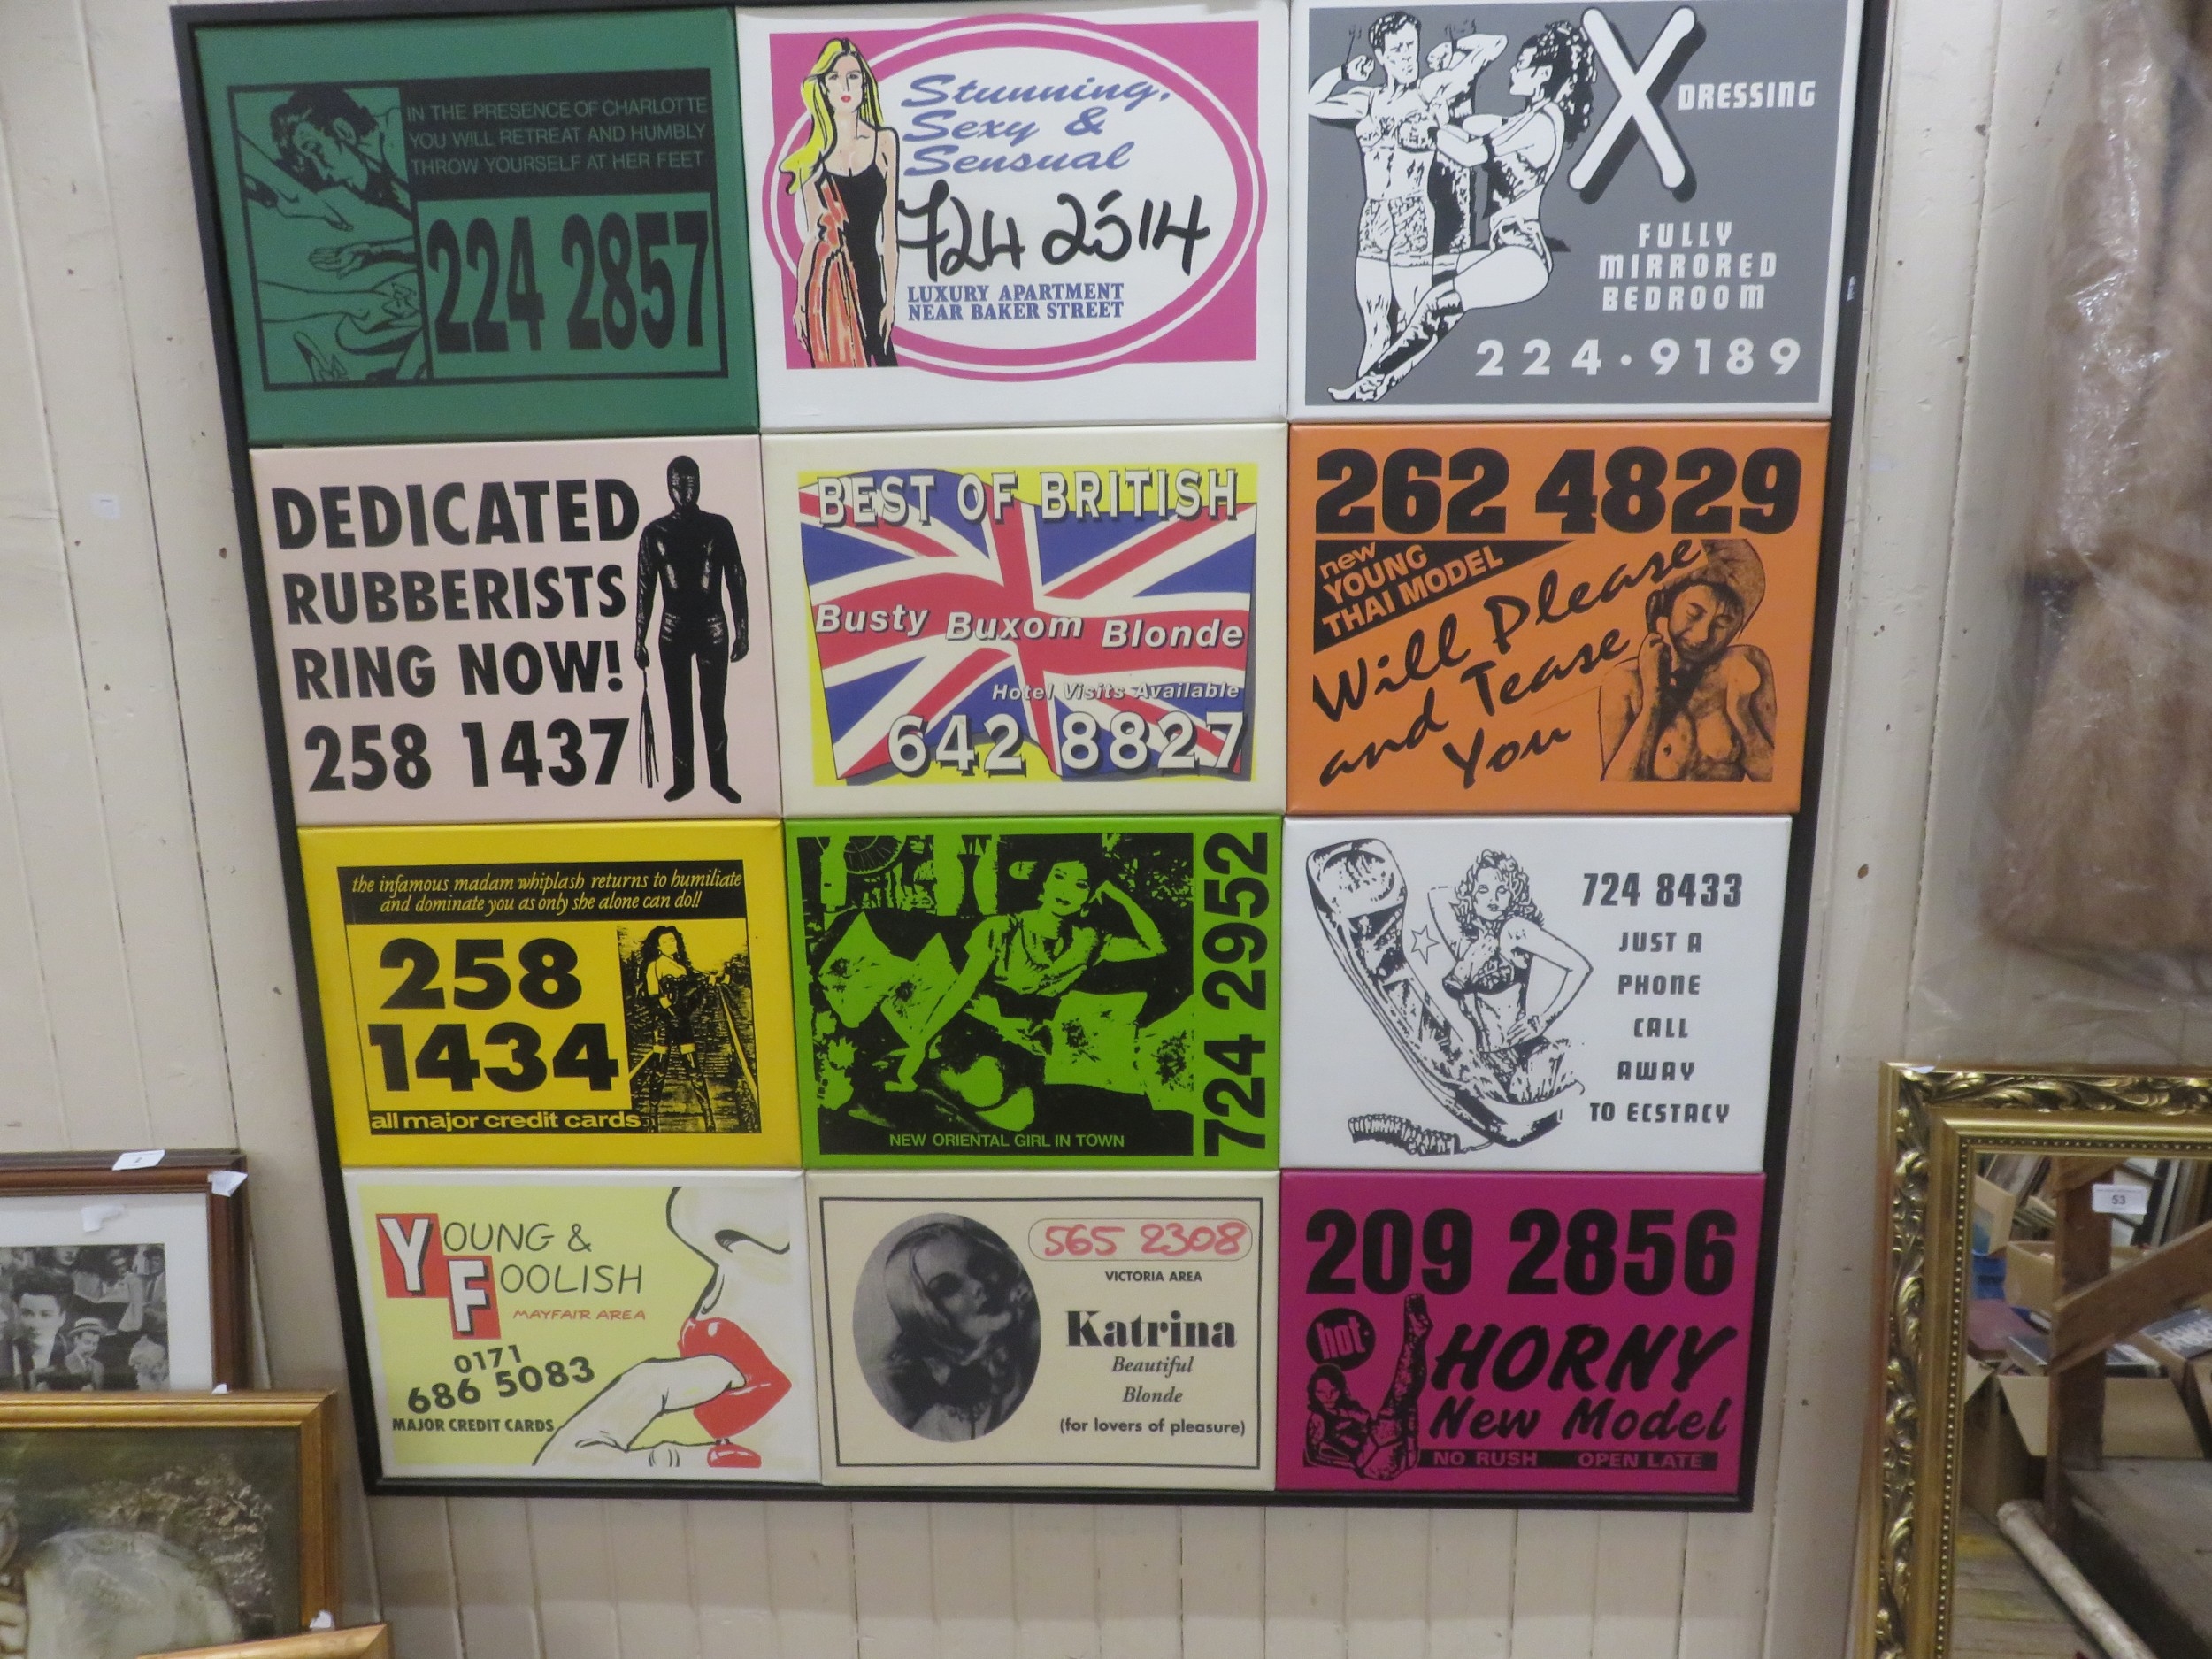 IN THE PRESENCE OF CHARLOTTE
YOU WILL RETREAT AND HUMBLY
THROW YOURSELF AT HER FEET
224 2857
Stunning,
Sexy &
Sensual
724 2514
LUXURY APARTMENT
NEAR BAKER STREET
X DRESSING
FULLY
MIRRORED
BEDROOM
224·9189
DEDICATED
RUBBERISTS
RING NOW!
258 1437
BEST OF BRITISH
Busty Buxom Blonde
Hotel Visits Available
642 8827
262 4829
new
YOUNG
THAI MODEL
Will Please
and Tease
You
the infamous madam whiplash returns to humiliate
and dominate you as only she alone can do!!
258
1434
all major credit cards
724 2952
NEW ORIENTAL GIRL IN TOWN
724 8433
JUST A
PHONE
CALL
AWAY
TO ECSTACY
YOUNG &
FOOLISH
MAYFAIR AREA
0171
686 5083
MAJOR CREDIT CARDS
565 2308
VICTORIA AREA
Katrina
Beautiful
Blonde
(for lovers of pleasure)
209 2856
hot
HORNY
New Model
NO RUSH OPEN LATE
53